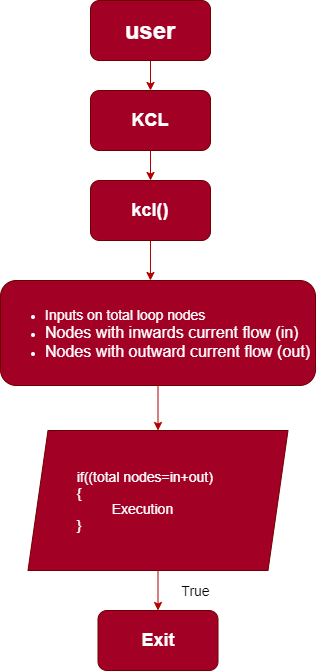 user
KCL
kcl()
Inputs on total loop nodes
Nodes with inwards current flow (in)
Nodes with outward current flow (out)
if((total nodes=in+out)
{
Execution
}
True
Exit